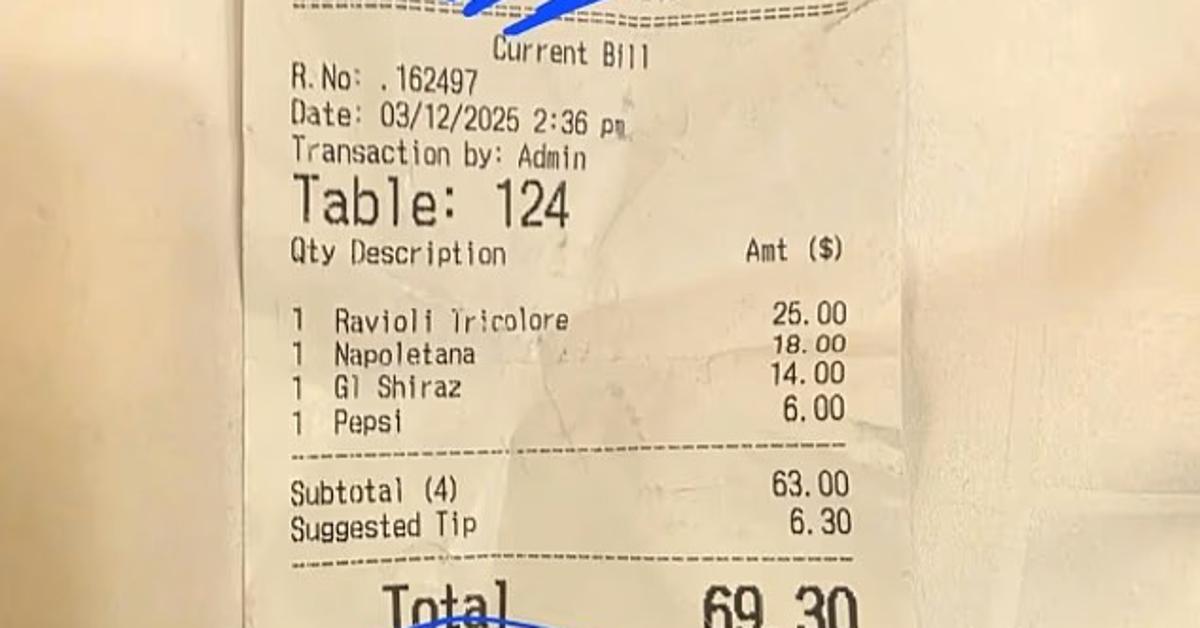 Current Bill
R.No: .162497
Date: 03/12/2025 2:36 pm
Transaction by: Admin
Table: 124
Qty Description Amt ($)
1 Ravioli Tricolore 25.00
1 Napoletana 18.00
1 Gl Shiraz 14.00
1 Pepsi 6.00
Subtotal (4) 63.00
Suggested Tip 6.30
Total 69.30